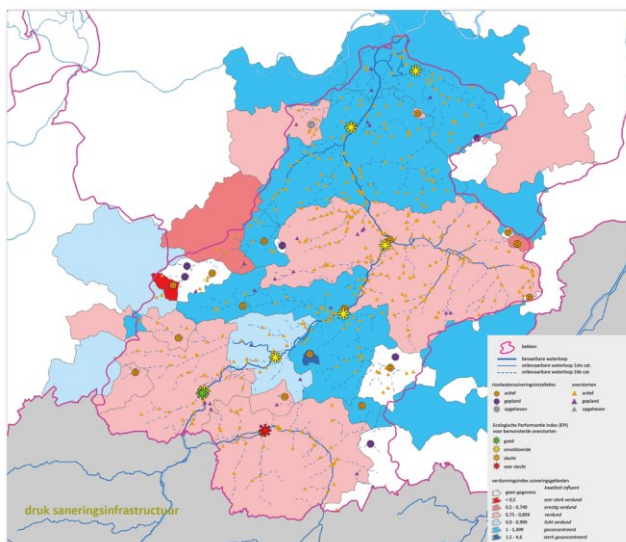 bekken
bevaarbare waterloop
onbevaarbare waterloop 1ste cat.
onbevaarbare waterloop 2de cat.
rioolwaterzuiveringsinstallaties
actief
gepland
opgeheven
overstorten
actief
gepland
opgeheven
Ecologische Performantie Index (EPI)
voor bemonsterde overstorten
goed
onvoldoende
slecht
zeer slecht
verdunningsindex zuiveringsgebieden
geen gegevens kwaliteit influent
< 0,5 zeer sterk verdund
0,5 - 0,749 ernstig verdund
0,75 - 0,899 verdund
0,9 - 0,999 licht verdund
1 - 1,499 geconcentreerd
1,5 - 4,6 sterk geconcentreerd
druk saneringsinfrastructuur